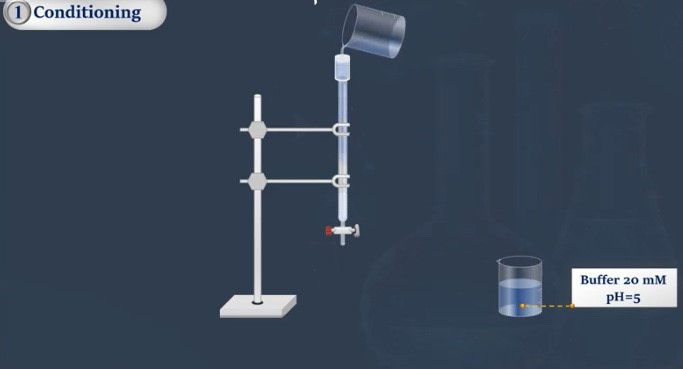 1 Conditioning
Buffer 20 mM
pH=5